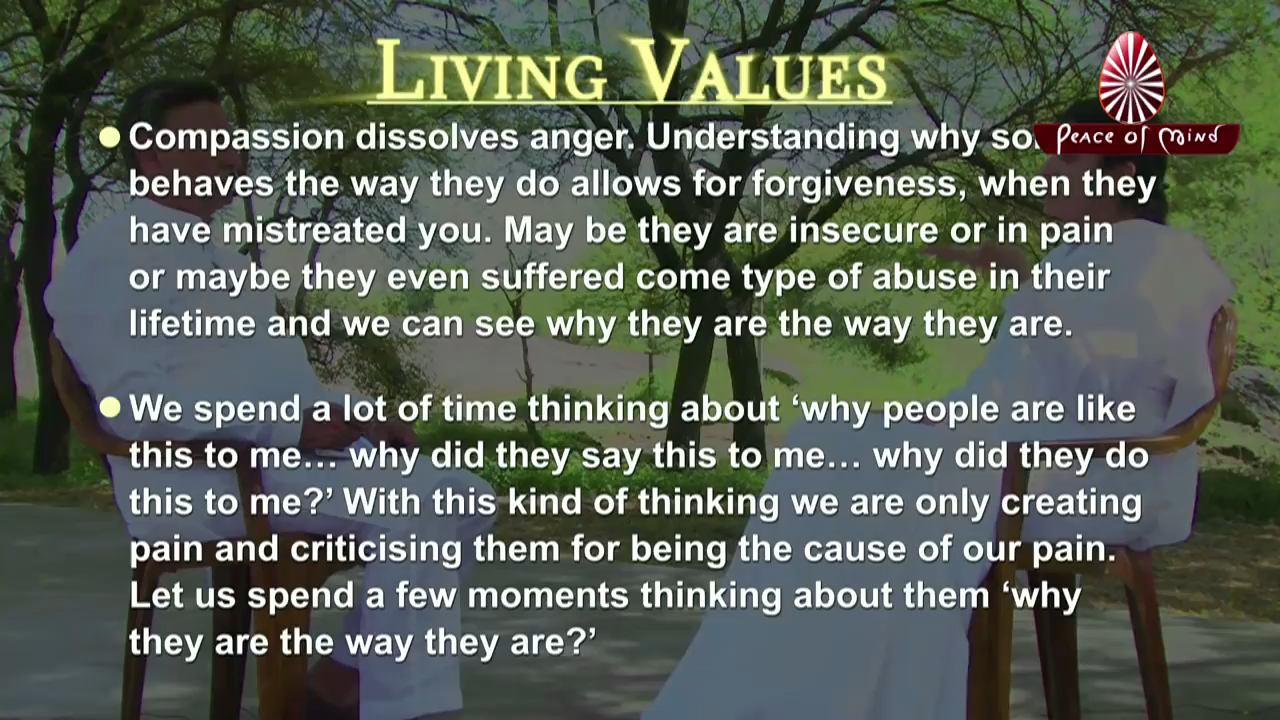 LIVING VALUES
Peace of Mind
Compassion dissolves anger. Understanding why
behaves the way they do allows for forgiveness, when they
have mistreated you. May be they are insecure or in pain
or maybe they even suffered come type of abuse in their
lifetime and we can see why they are the way they are.
We spend a lot of time thinking about ‘why people are like
this to me... why did they say this to me... why did they do
this to me?’ With this kind of thinking we are only creating
pain and criticising them for being the cause of our pain.
Let us spend a few moments thinking about them ‘why
they are the way they are?’